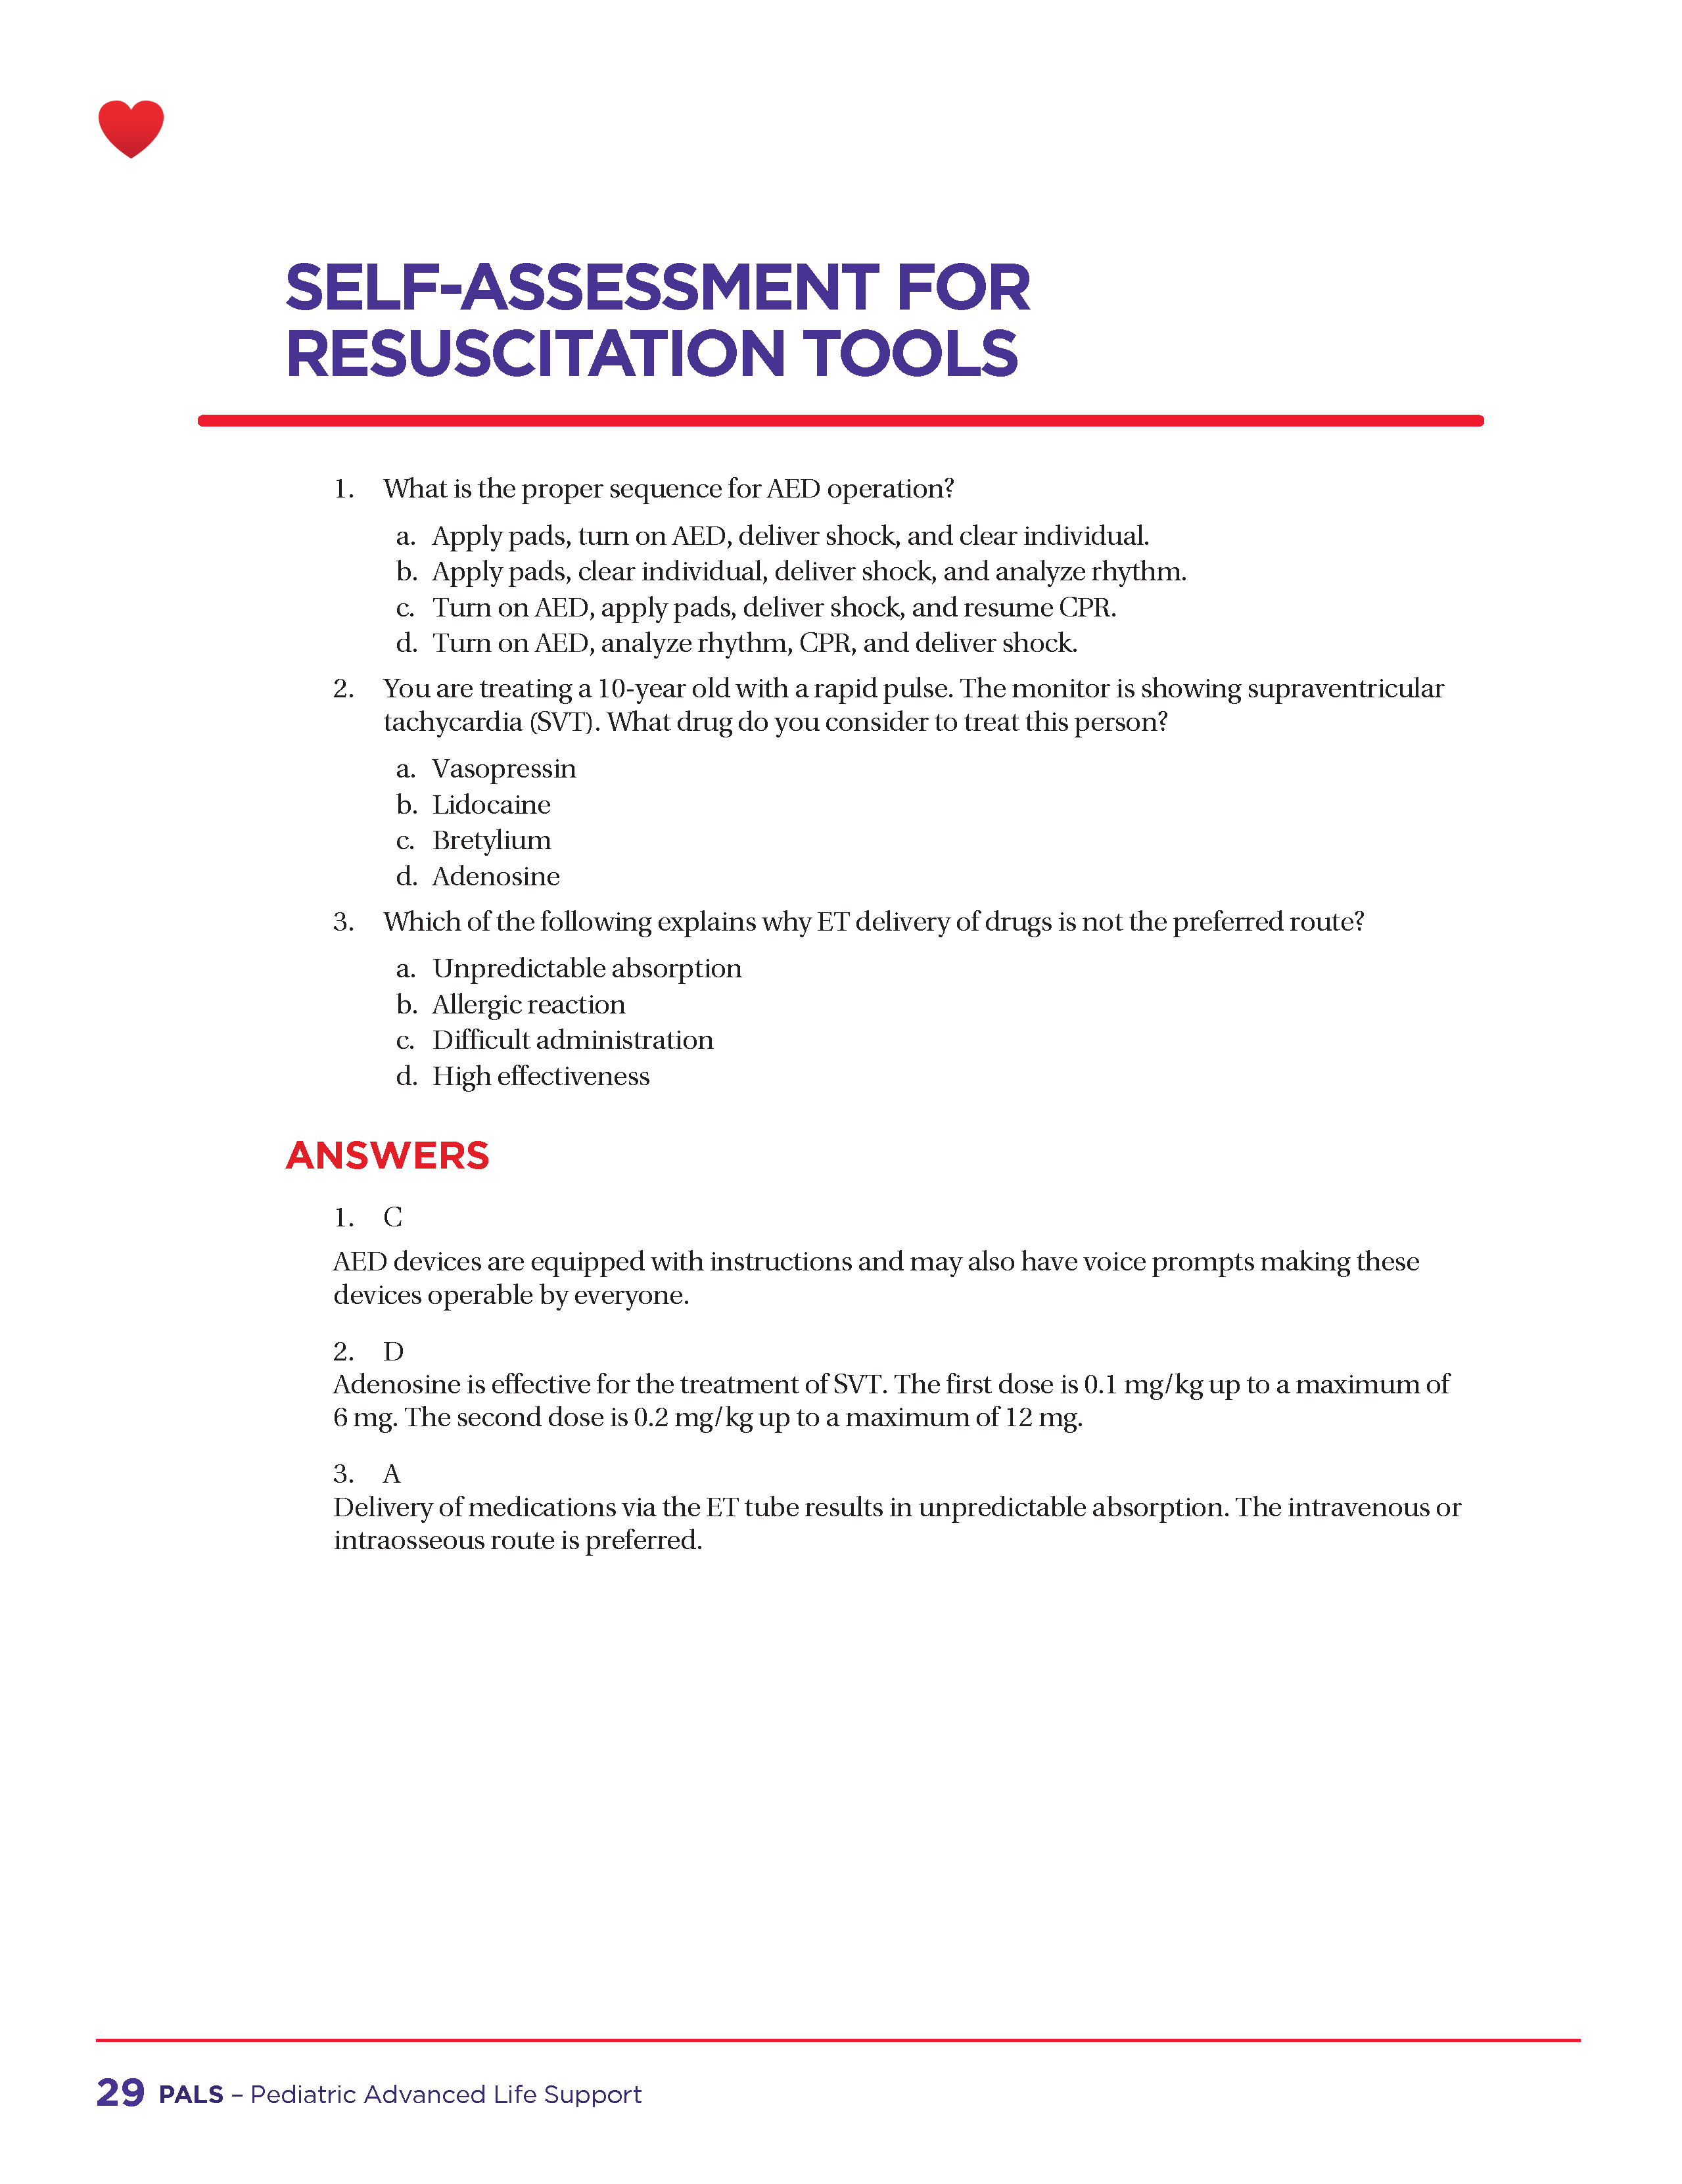 SELF-ASSESSMENT FOR
RESUSCITATION TOOLS
1. What is the proper sequence for AED operation?
a. Apply pads, turn on AED, deliver shock, and clear individual.
b. Apply pads, clear individual, deliver shock, and analyze rhythm.
c. Turn on AED, apply pads, deliver shock, and resume CPR.
d. Turn on AED, analyze rhythm, CPR, and deliver shock.
2. You are treating a 10-year old with a rapid pulse. The monitor is showing supraventricular
tachycardia (SVT). What drug do you consider to treat this person?
a. Vasopressin
b. Lidocaine
c. Bretylium
d. Adenosine
3. Which of the following explains why ET delivery of drugs is not the preferred route?
a. Unpredictable absorption
b. Allergic reaction
c. Difficult administration
d. High effectiveness
ANSWERS
1. C
AED devices are equipped with instructions and may also have voice prompts making these
devices operable by everyone.
2. D
Adenosine is effective for the treatment of SVT. The first dose is 0.1 mg/kg up to a maximum of
6 mg. The second dose is 0.2 mg/kg up to a maximum of 12 mg.
3. A
Delivery of medications via the ET tube results in unpredictable absorption. The intravenous or
intraosseous route is preferred.
29 PALS – Pediatric Advanced Life Support